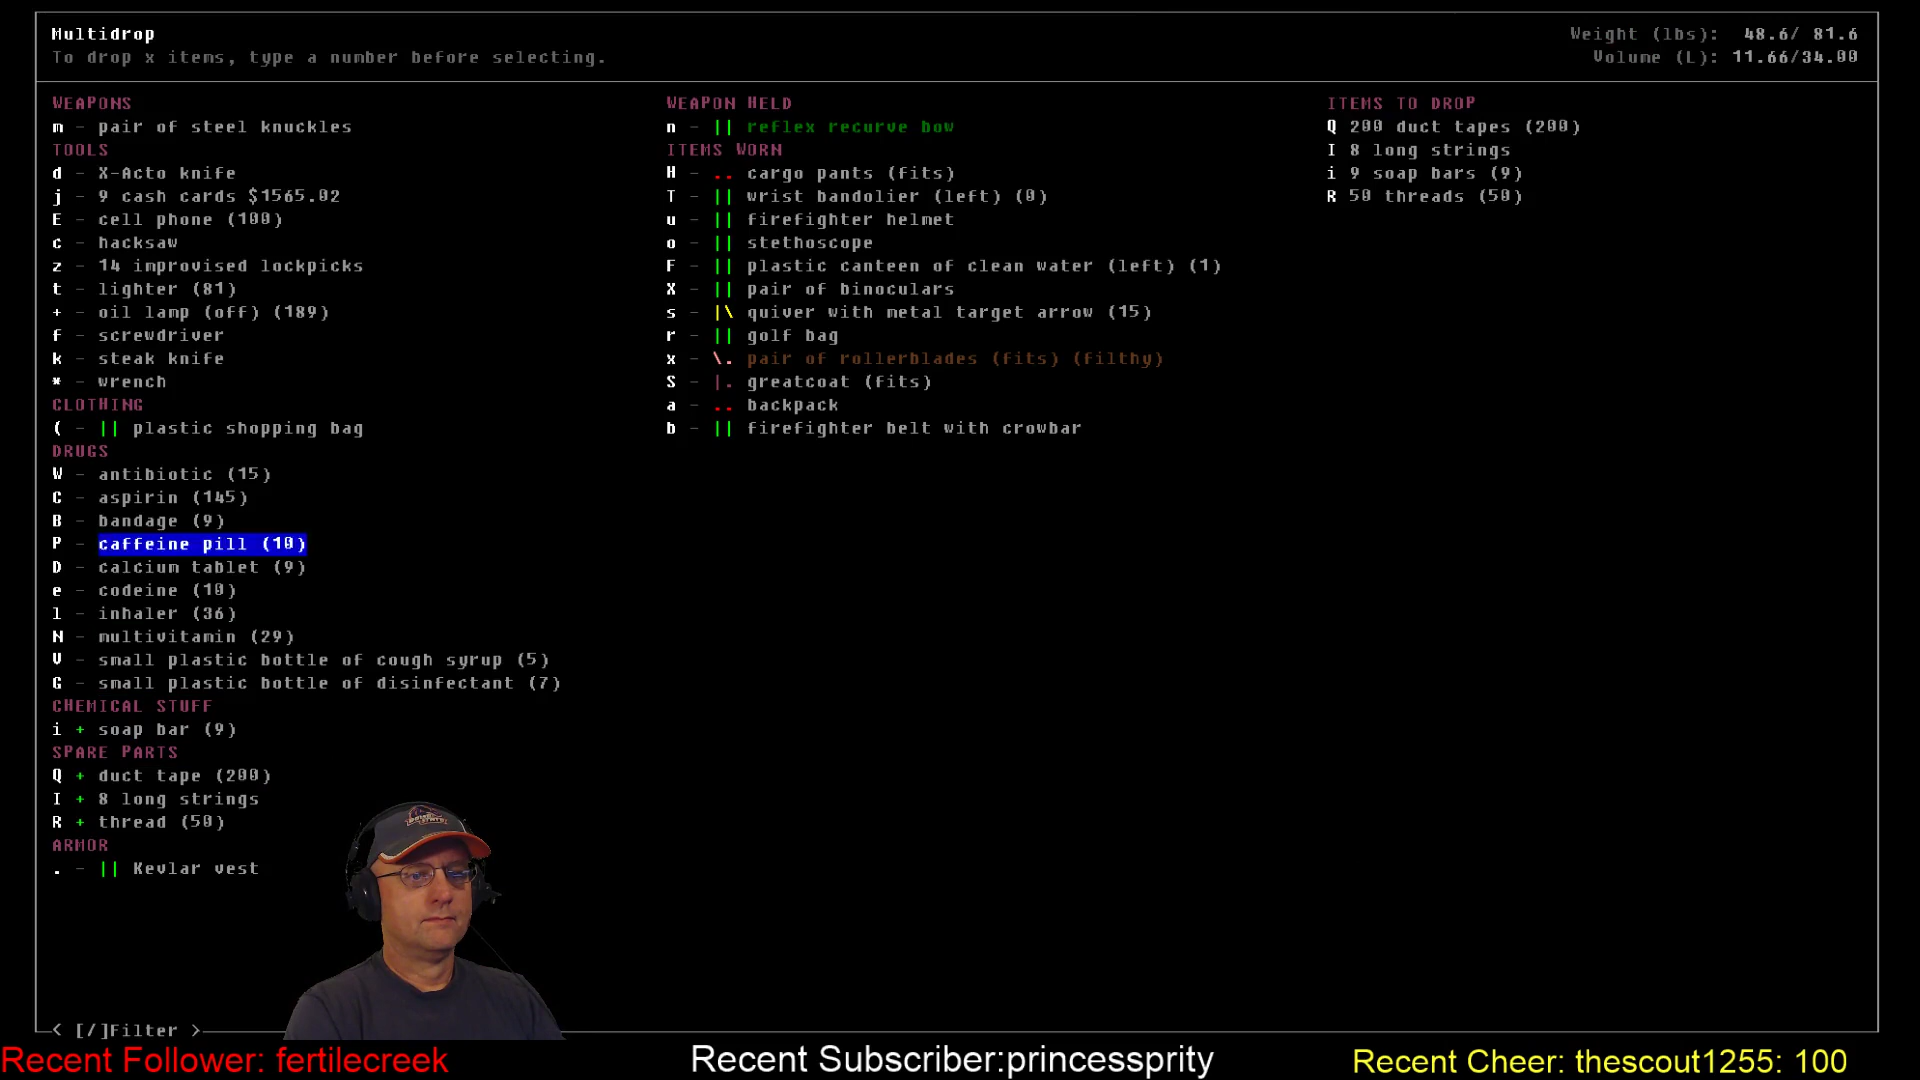 Multidrop
To drop x items, type a number before selecting.
Weight (lbs): 48.6/ 81.6
Volume (L): 11.66/34.00
WEAPONS
m - pair of steel knuckles
TOOLS
d - X-Acto knife
j - 9 cash cards $1565.02
E - cell phone (100)
c - hacksaw
z - 14 improvised lockpicks
t - lighter (81)
+ - oil lamp (off) (189)
f - screwdriver
k - steak knife
* - wrench
CLOTHING
( - || plastic shopping bag
DRUGS
W - antibiotic (15)
C - aspirin (145)
B - bandage (9)
P - caffeine pill (10)
D - calcium tablet (9)
e - codeine (10)
l - inhaler (36)
N - multivitamin (29)
V - small plastic bottle of cough syrup (5)
G - small plastic bottle of disinfectant (7)
CHEMICAL STUFF
i + soap bar (9)
SPARE PARTS
Q + duct tape (200)
I + 8 long strings
R + thread (50)
ARMOR
. - || Kevlar vest
WEAPON HELD
n - || reflex recurve bow
ITEMS WORN
H - .. cargo pants (fits)
T - || wrist bandolier (left) (0)
u - || firefighter helmet
o - || stethoscope
F - || plastic canteen of clean water (left) (1)
X - || pair of binoculars
s - |\ quiver with metal target arrow (15)
r - || golf bag
x - \. pair of rollerblades (fits) (filthy)
S - |. greatcoat (fits)
a - .. backpack
b - || firefighter belt with crowbar
ITEMS TO DROP
Q 200 duct tapes (200)
I 8 long strings
i 9 soap bars (9)
R 50 threads (50)
< [/]Filter >
Recent Follower: fertilecreek
Recent Subscriber:princessprity
Recent Cheer: thescout1255: 100